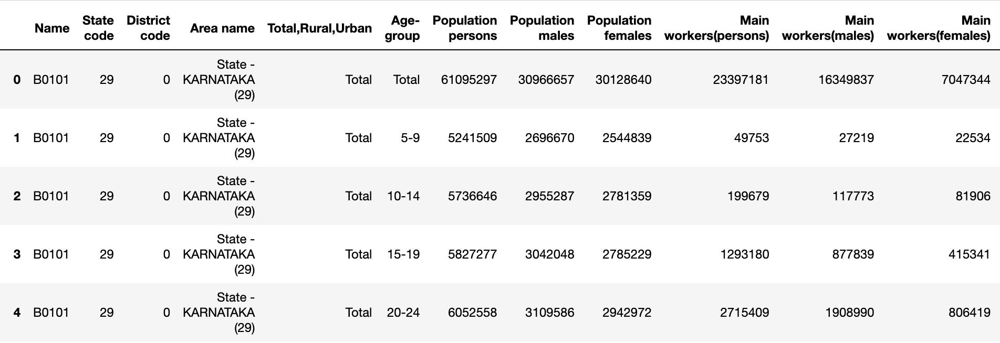 Name State code District code Area name Total,Rural,Urban Age-group Population persons Population males Population females Main workers(persons) Main workers(males) Main workers(females)
0 B0101 29 0 State - KARNATAKA (29) Total Total 61095297 30966657 30128640 23397181 16349837 7047344
1 B0101 29 0 State - KARNATAKA (29) Total 5-9 5241509 2696670 2544839 49753 27219 22534
2 B0101 29 0 State - KARNATAKA (29) Total 10-14 5736646 2955287 2781359 199679 117773 81906
3 B0101 29 0 State - KARNATAKA (29) Total 15-19 5827277 3042048 2785229 1293180 877839 415341
4 B0101 29 0 State - KARNATAKA (29) Total 20-24 6052558 3109586 2942972 2715409 1908990 806419